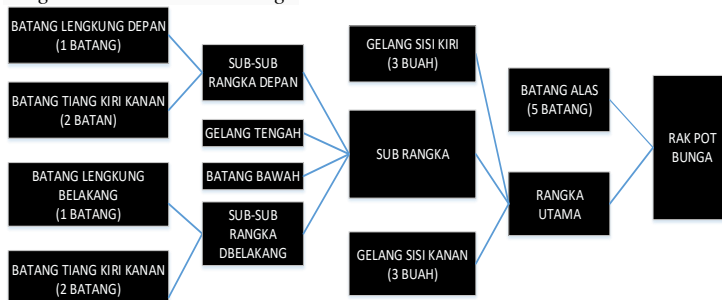 BATANG LENGKUNG DEPAN
(1 BATANG)
BATANG TIANG KIRI KANAN
(2 BATAN)
BATANG LENGKUNG
BELAKANG
(1 BATANG)
BATANG TIANG KIRI KANAN
(2 BATANG)
SUB-SUB
RANGKA DEPAN
GELANG TENGAH
BATANG BAWAH
SUB-SUB
RANGKA
DBELAKANG
GELANG SISI KIRI
(3 BUAH)
SUB RANGKA
GELANG SISI KANAN
(3 BUAH)
BATANG ALAS
(5 BATANG)
RANGKA
UTAMA
RAK POT
BUNGA